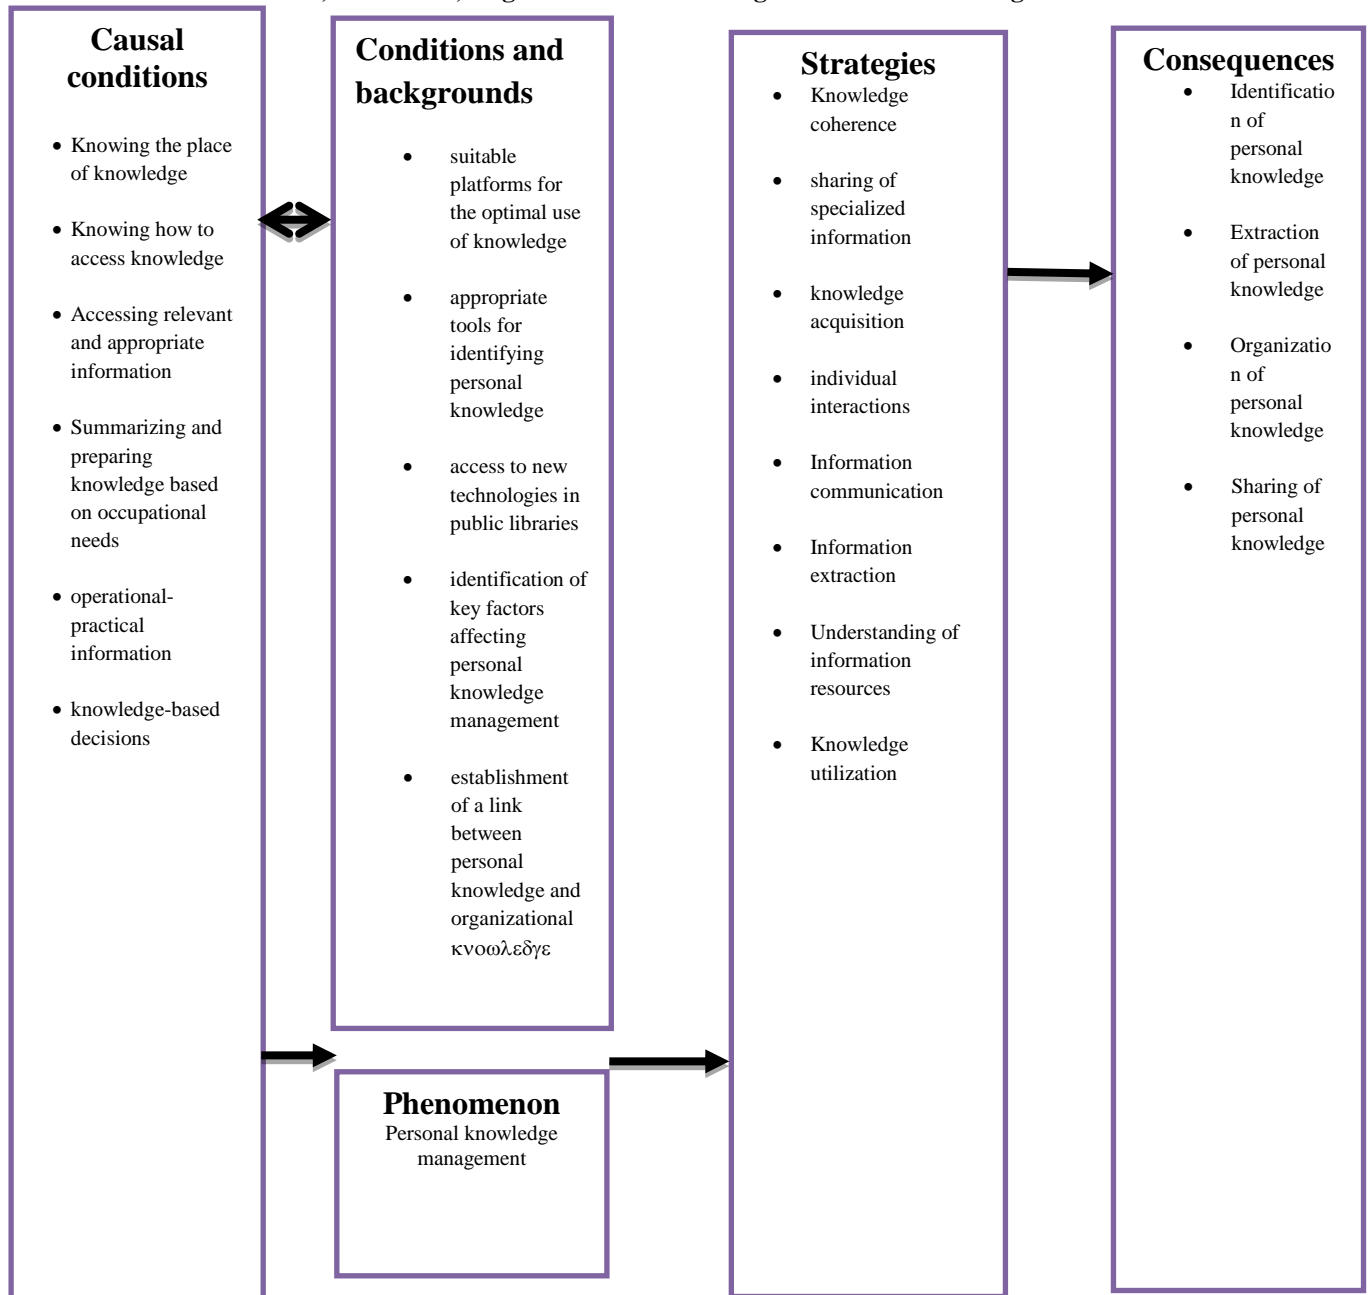 Causal
conditions
• Knowing the place
of knowledge
• Knowing how to
access knowledge
• Accessing relevant
and appropriate
information
• Summarizing and
preparing
knowledge based
on occupational
needs
• operational-
practical
information
• knowledge-based
decisions
Conditions and
backgrounds
• suitable
platforms for
the optimal use
of knowledge
• appropriate
tools for
identifying
personal
knowledge
• access to new
technologies in
public libraries
• identification of
key factors
affecting
personal
knowledge
management
• establishment
of a link
between
personal
knowledge and
organizational
κνοωλεδγε
Phenomenon
Personal knowledge
management
Strategies
• Knowledge
coherence
• sharing of
specialized
information
• knowledge
acquisition
• individual
interactions
• Information
communication
• Information
extraction
• Understanding of
information
resources
• Knowledge
utilization
Consequences
• Identificatio
n of
personal
knowledge
• Extraction
of personal
knowledge
• Organizatio
n of
personal
knowledge
• Sharing of
personal
knowledge